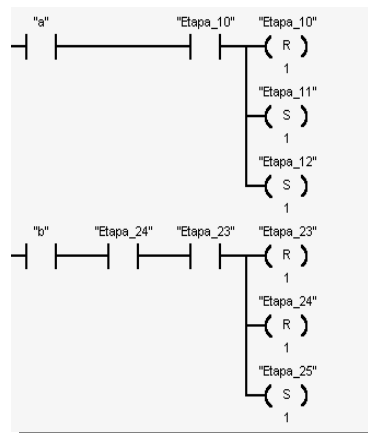 "a" "Etapa_10" "Etapa_10"
R
1
"Etapa_11"
S
1
"Etapa_12"
S
1
"b" "Etapa_24" "Etapa_23" "Etapa_23"
R
1
"Etapa_24"
R
1
"Etapa_25"
S
1